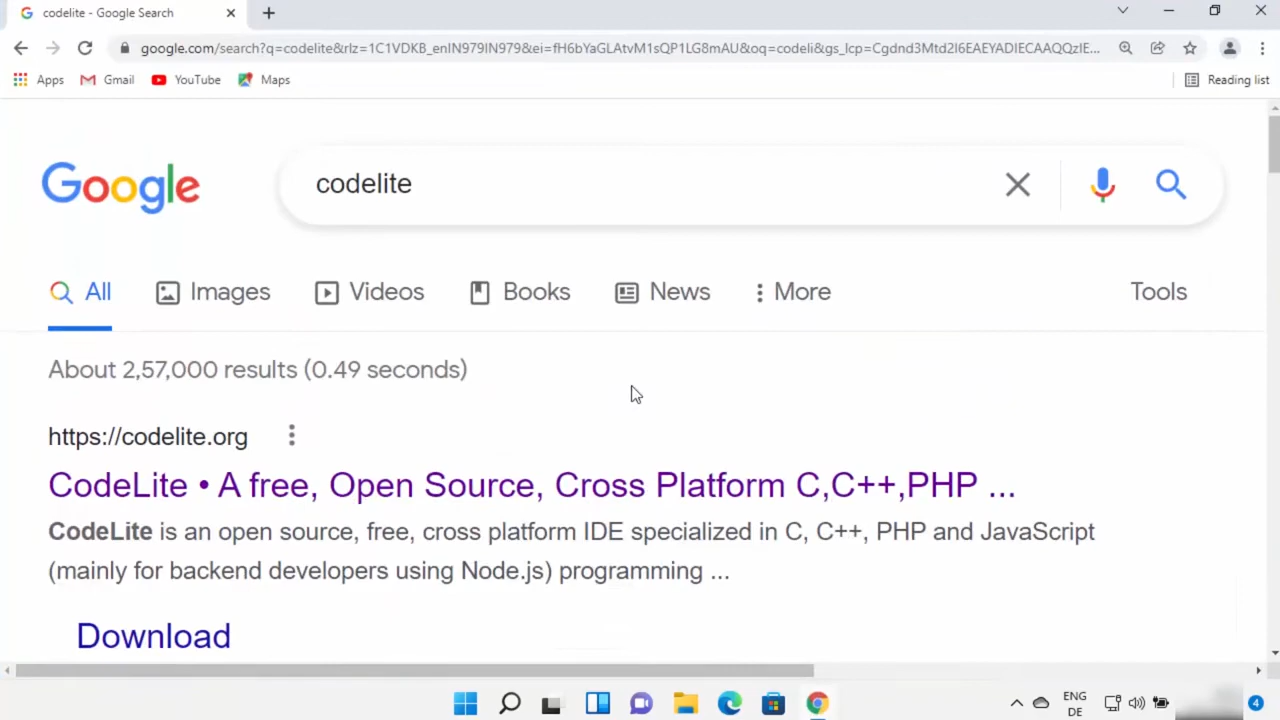 codelite - Google Search
google.com/search?q=codelite&rlz=1C1VDKB_enIN979IN979&ei=fH6bYaGLAtvM1sQP1LG8mAU&oq=codeli&gs_lcp=Cgdnd3Mtd2l6EAEYADIECAAQQzIE...
Apps Gmail YouTube Maps Reading list
Google codelite
All Images Videos Books News More Tools
About 2,57,000 results (0.49 seconds)
https://codelite.org
CodeLite • A free, Open Source, Cross Platform C,C++,PHP ...
CodeLite is an open source, free, cross platform IDE specialized in C, C++, PHP and JavaScript
(mainly for backend developers using Node.js) programming ...
Download
ENG
DE
4